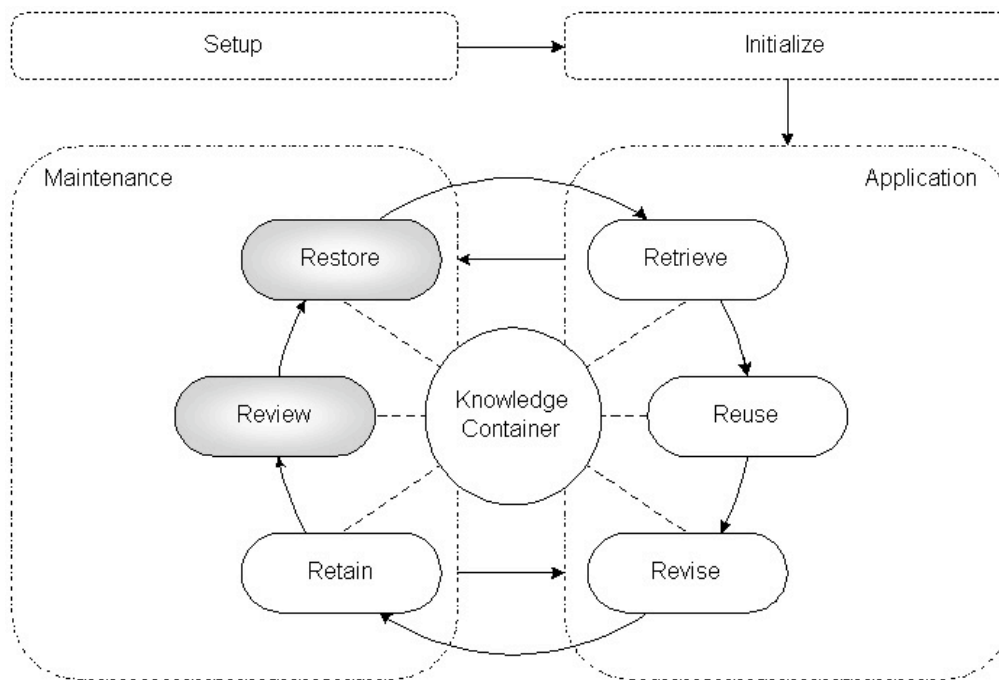 Setup
Initialize
Maintenance
Application
Restore
Retrieve
Review
Knowledge
Container
Reuse
Retain
Revise